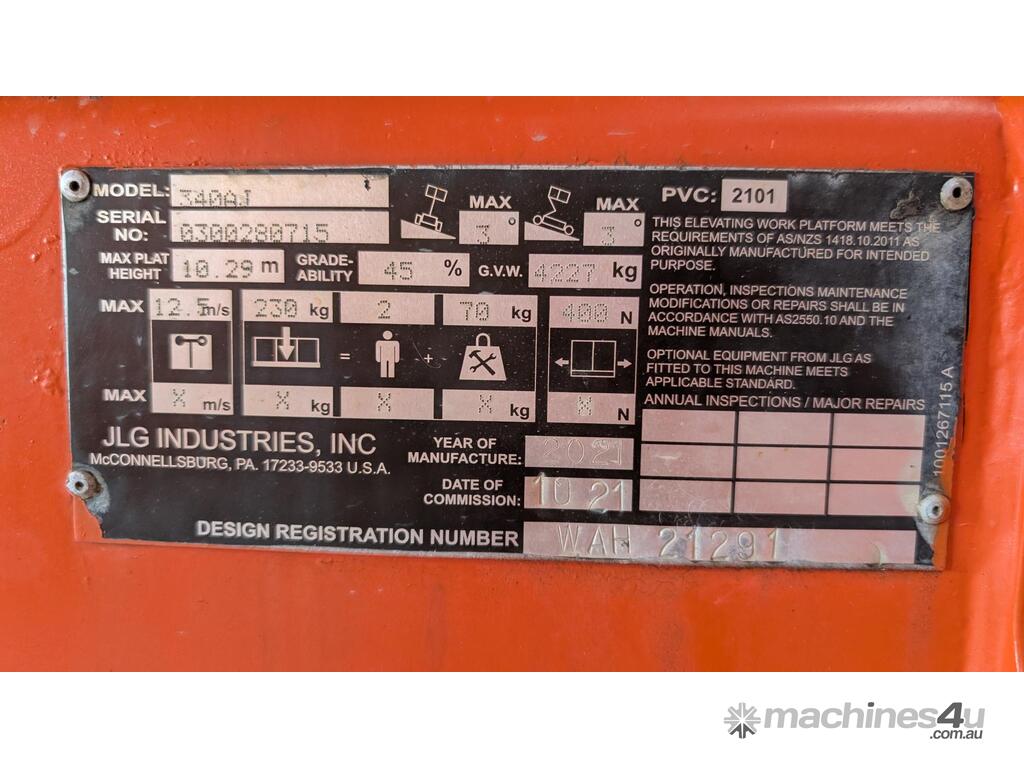 MODEL: 340AJ
SERIAL NO: 0300280715
MAX PLAT HEIGHT 10.29 m GRADE-ABILITY 45 % G.V.W. 4227 kg
MAX 3 °
MAX 3 °
MAX 12.5 m/s 230 kg 2 70 kg 400 N
= +
MAX X m/s X kg X X kg X N
JLG INDUSTRIES, INC
McCONNELLSBURG, PA. 17233-9533 U.S.A.
YEAR OF MANUFACTURE: 2021
DATE OF COMMISSION: 10 21
DESIGN REGISTRATION NUMBER WAH 21291
PVC: 2101
THIS ELEVATING WORK PLATFORM MEETS THE
REQUIREMENTS OF AS/NZS 1418.10.2011 AS
ORIGINALLY MANUFACTURED FOR INTENDED
PURPOSE.
OPERATION, INSPECTIONS MAINTENANCE
MODIFICATIONS OR REPAIRS SHALL BE IN
ACCORDANCE WITH AS2550.10 AND THE
MACHINE MANUALS.
OPTIONAL EQUIPMENT FROM JLG AS
FITTED TO THIS MACHINE MEETS
APPLICABLE STANDARD.
ANNUAL INSPECTIONS / MAJOR REPAIRS
1001267115 A
machines4u
.com.au